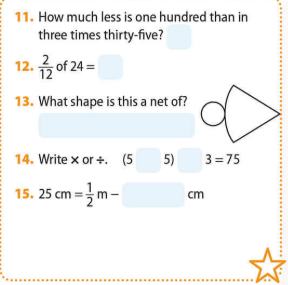 11. How much less is one hundred than in
three times thirty-five?
12. 2/12 of 24 =
13. What shape is this a net of?
14. Write × or ÷. (5 5) 3 = 75
15. 25 cm = 1/2 m – cm